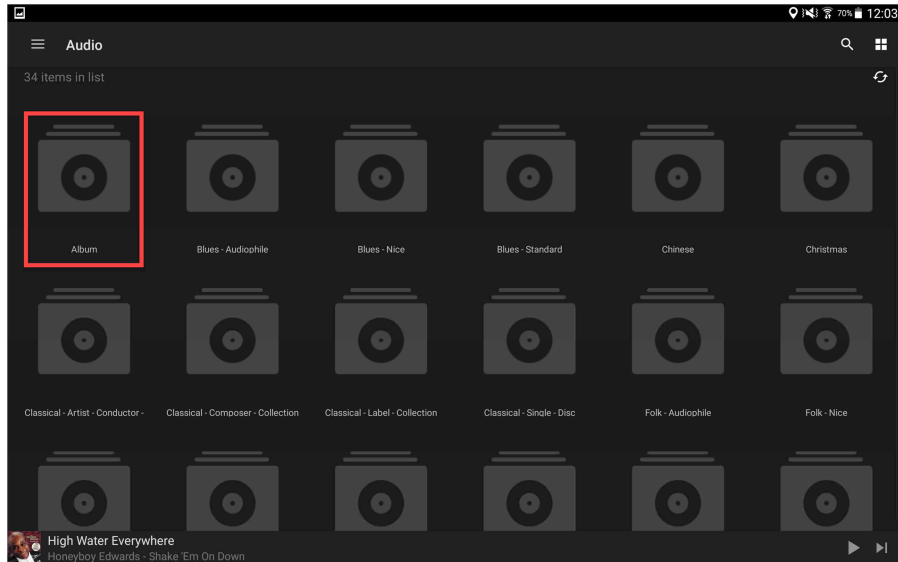 70% 12:03
Audio
34 items in list
Album
Blues - Audiophile
Blues - Nice
Blues - Standard
Chinese
Christmas
Classical - Artist - Conductor -
Classical - Composer - Collection
Classical - Label - Collection
Classical - Single - Disc
Folk - Audiophile
Folk - Nice
High Water Everywhere
Honeyboy Edwards - Shake 'Em On Down